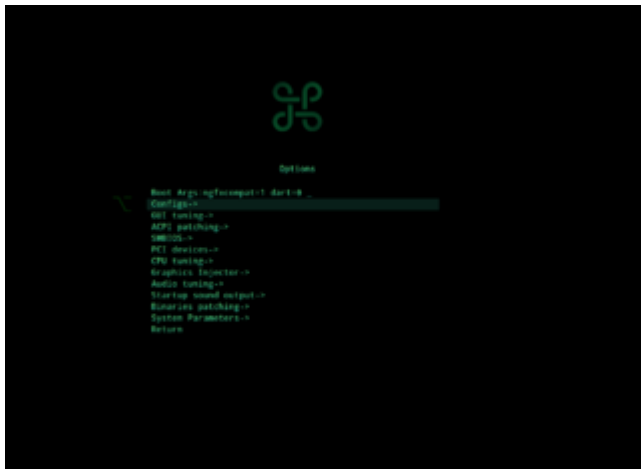 Options
Boot Args:ngfxcompat=1 dart=0 _
Configs->
GUI tuning->
ACPI patching->
SMBIOS->
PCI devices->
CPU tuning->
Graphics Injector->
Audio tuning->
Startup sound output->
Binaries patching->
System Parameters->
Return